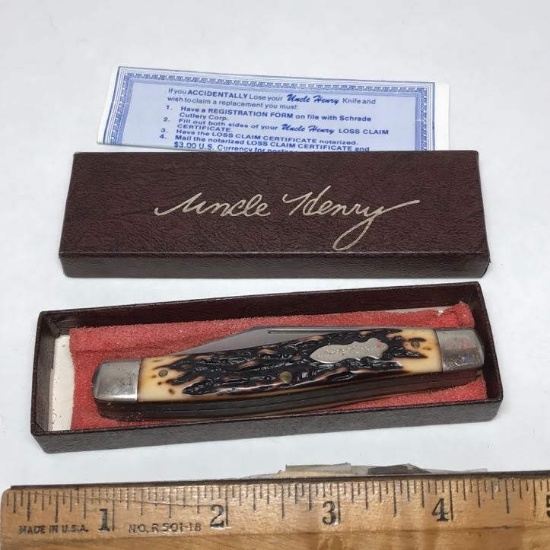 If you ACCIDENTALLY Lose your Uncle Henry Knife and
wish to claim a replacement you must:
1. Have a REGISTRATION FORM on file with Schrade
Cutlery Corp.
2. Fill out both sides of your Uncle Henry LOSS CLAIM
CERTIFICATE.
3. Have the LOSS CLAIM CERTIFICATE notarized.
4. Mail the notarized LOSS CLAIM CERTIFICATE and
$3.00 U.S. Currency for
Uncle Henry
1 2 3 4 5
MADE IN U.S.A. NO. R 501-18